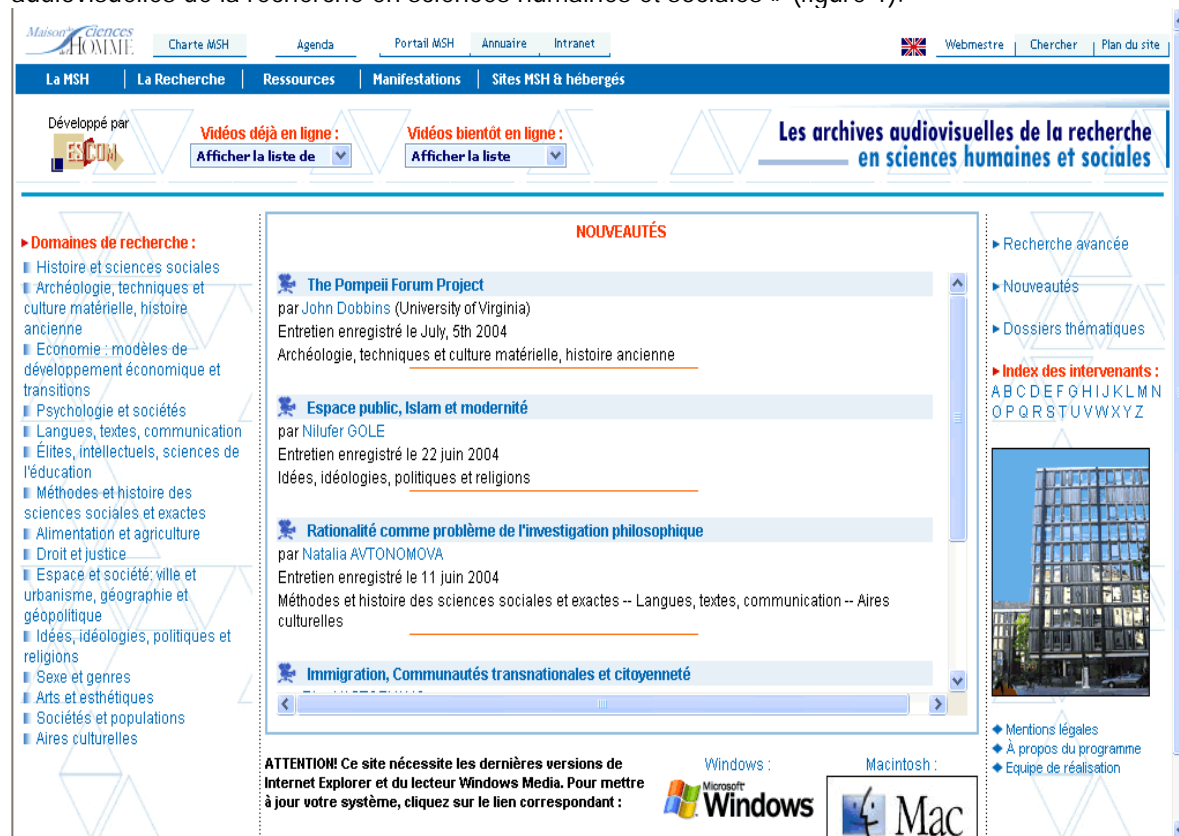 audiovisuelles de la recherche en sciences humaines et sociales » (figure 1).
Maison des Sciences
de l'HOMME
Charte MSH
Agenda
Portail MSH
Annuaire
Intranet
Webmestre
Chercher
Plan du site
La MSH
La Recherche
Ressources
Manifestations
Sites MSH & hébergés
Développé par
ESCOM
Vidéos déjà en ligne :
Afficher la liste de
Vidéos bientôt en ligne :
Afficher la liste
Les archives audiovisuelles de la recherche
en sciences humaines et sociales
Domaines de recherche :
Histoire et sciences sociales
Archéologie, techniques et
culture matérielle, histoire
ancienne
Economie : modèles de
développement économique et
transitions
Psychologie et sociétés
Langues, textes, communication
Élites, intellectuels, sciences de
l'éducation
Méthodes et histoire des
sciences sociales et exactes
Alimentation et agriculture
Droit et justice
Espace et société: ville et
urbanisme, géographie et
géopolitique
Idées, idéologies, politiques et
religions
Sexe et genres
Arts et esthétiques
Sociétés et populations
Aires culturelles
NOUVEAUTÉS
The Pompeii Forum Project
par John Dobbins (University of Virginia)
Entretien enregistré le July, 5th 2004
Archéologie, techniques et culture matérielle, histoire ancienne
Espace public, Islam et modernité
par Nilufer GOLE
Entretien enregistré le 22 juin 2004
Idées, idéologies, politiques et religions
Rationalité comme problème de l'investigation philosophique
par Natalia AVTONOMOVA
Entretien enregistré le 11 juin 2004
Méthodes et histoire des sciences sociales et exactes -- Langues, textes, communication -- Aires
culturelles
Immigration, Communautés transnationales et citoyenneté
Recherche avancée
Nouveautés
Dossiers thématiques
Index des intervenants :
A B C D E F G H I J K L M N
O P Q R S T U V W X Y Z
Mentions légales
À propos du programme
Equipe de réalisation
ATTENTION! Ce site nécessite les dernières versions de
Internet Explorer et du lecteur Windows Media. Pour mettre
à jour votre système, cliquez sur le lien correspondant :
Windows :
Microsoft
Windows
Macintosh :
Mac